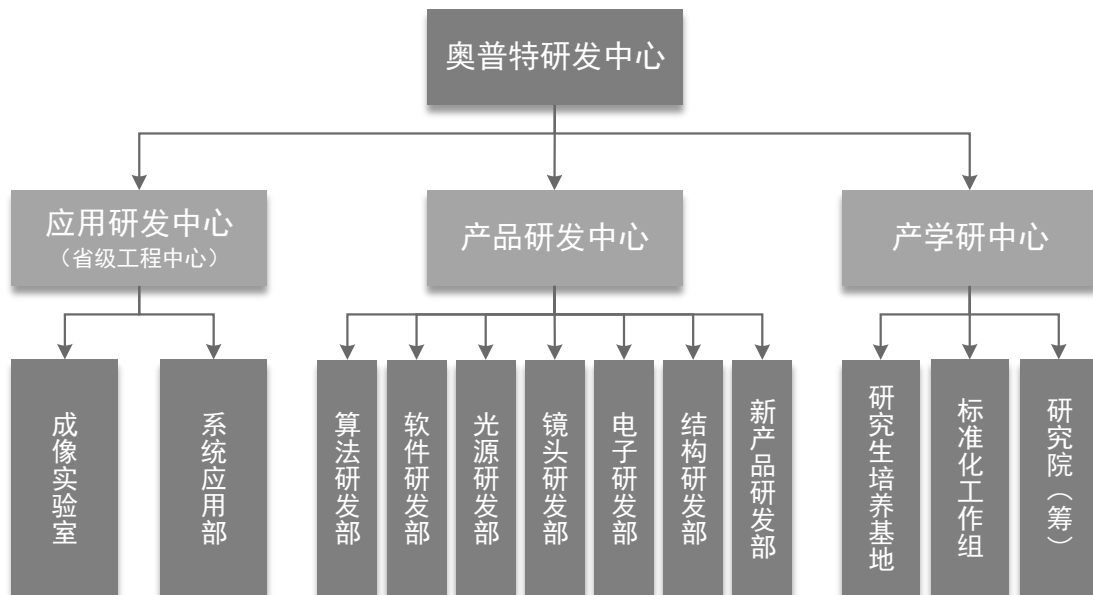 奥普特研发中心
应用研发中心
（省级工程中心）
产品研发中心
产学研中心
成像实验室
系统应用部
算法研发部
软件研发部
光源研发部
镜头研发部
电子研发部
结构研发部
新产品研发部
研究生培养基地
标准化工作组
研究院（筹）